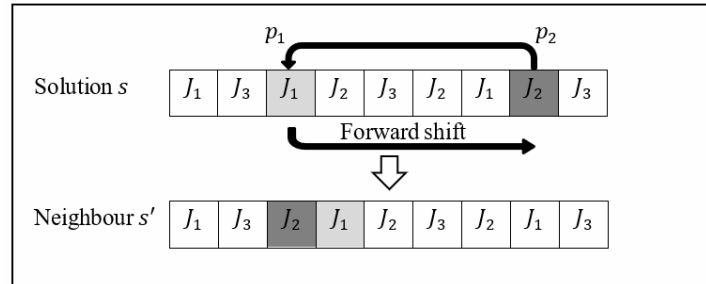 p₁ p₂
Solution s J₁ J₃ J₁ J₂ J₃ J₂ J₁ J₂ J₃
Forward shift
Neighbour s′ J₁ J₃ J₂ J₁ J₂ J₃ J₂ J₁ J₃